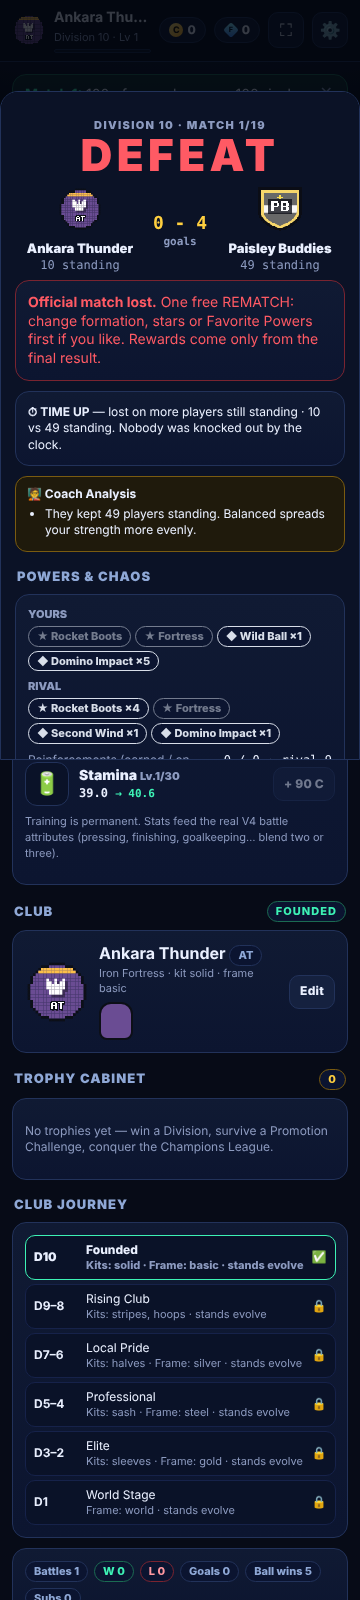 Ankara Thu...
Division 10 · Lv 1
C 0
0
DIVISION 10 · MATCH 1/19
DEFEAT
AT
PB
0 - 4
goals
Ankara Thunder
Paisley Buddies
10 standing
49 standing
Official match lost. One free REMATCH:
change formation, stars or Favorite Powers
first if you like. Rewards come only from the
final result.
⏱ TIME UP — lost on more players still standing · 10
vs 49 standing. Nobody was knocked out by the
clock.
Coach Analysis
• They kept 49 players standing. Balanced spreads
your strength more evenly.
POWERS & CHAOS
YOURS
★ Rocket Boots
★ Fortress
◆ Wild Ball ×1
◆ Domino Impact ×5
RIVAL
★ Rocket Boots ×4
★ Fortress
◆ Second Wind ×1
◆ Domino Impact ×1
Stamina Lv.1/30
39.0 → 40.6
+ 90 C
Training is permanent. Stats feed the real V4 battle
attributes (pressing, finishing, goalkeeping… blend two or
three).
CLUB
FOUNDED
Ankara Thunder AT
Iron Fortress · kit solid · frame
basic
AT
Edit
TROPHY CABINET
0
No trophies yet — win a Division, survive a Promotion
Challenge, conquer the Champions League.
CLUB JOURNEY
D10
Founded
Kits: solid · Frame: basic · stands evolve
D9–8
Rising Club
Kits: stripes, hoops · stands evolve
D7–6
Local Pride
Kits: halves · Frame: silver · stands evolve
D5–4
Professional
Kits: sash · Frame: steel · stands evolve
D3–2
Elite
Kits: sleeves · Frame: gold · stands evolve
D1
World Stage
Frame: world · stands evolve
Battles 1
W 0
L 0
Goals 0
Ball wins 5
Subs 0